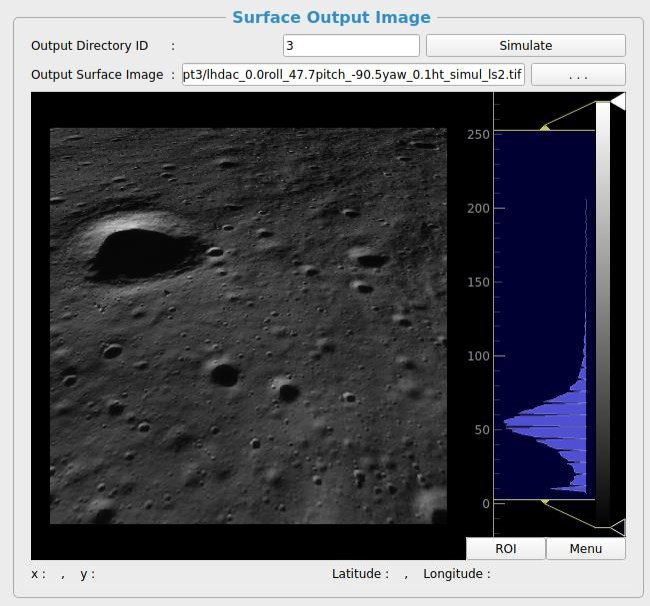 Surface Output Image
Output Directory ID : 3 Simulate
Output Surface Image : pt3/lhdac_0.0roll_47.7pitch_-90.5yaw_0.1ht_simul_ls2.tif . . .
250
200
150
100
50
0
ROI Menu
x : , y : Latitude : , Longitude :